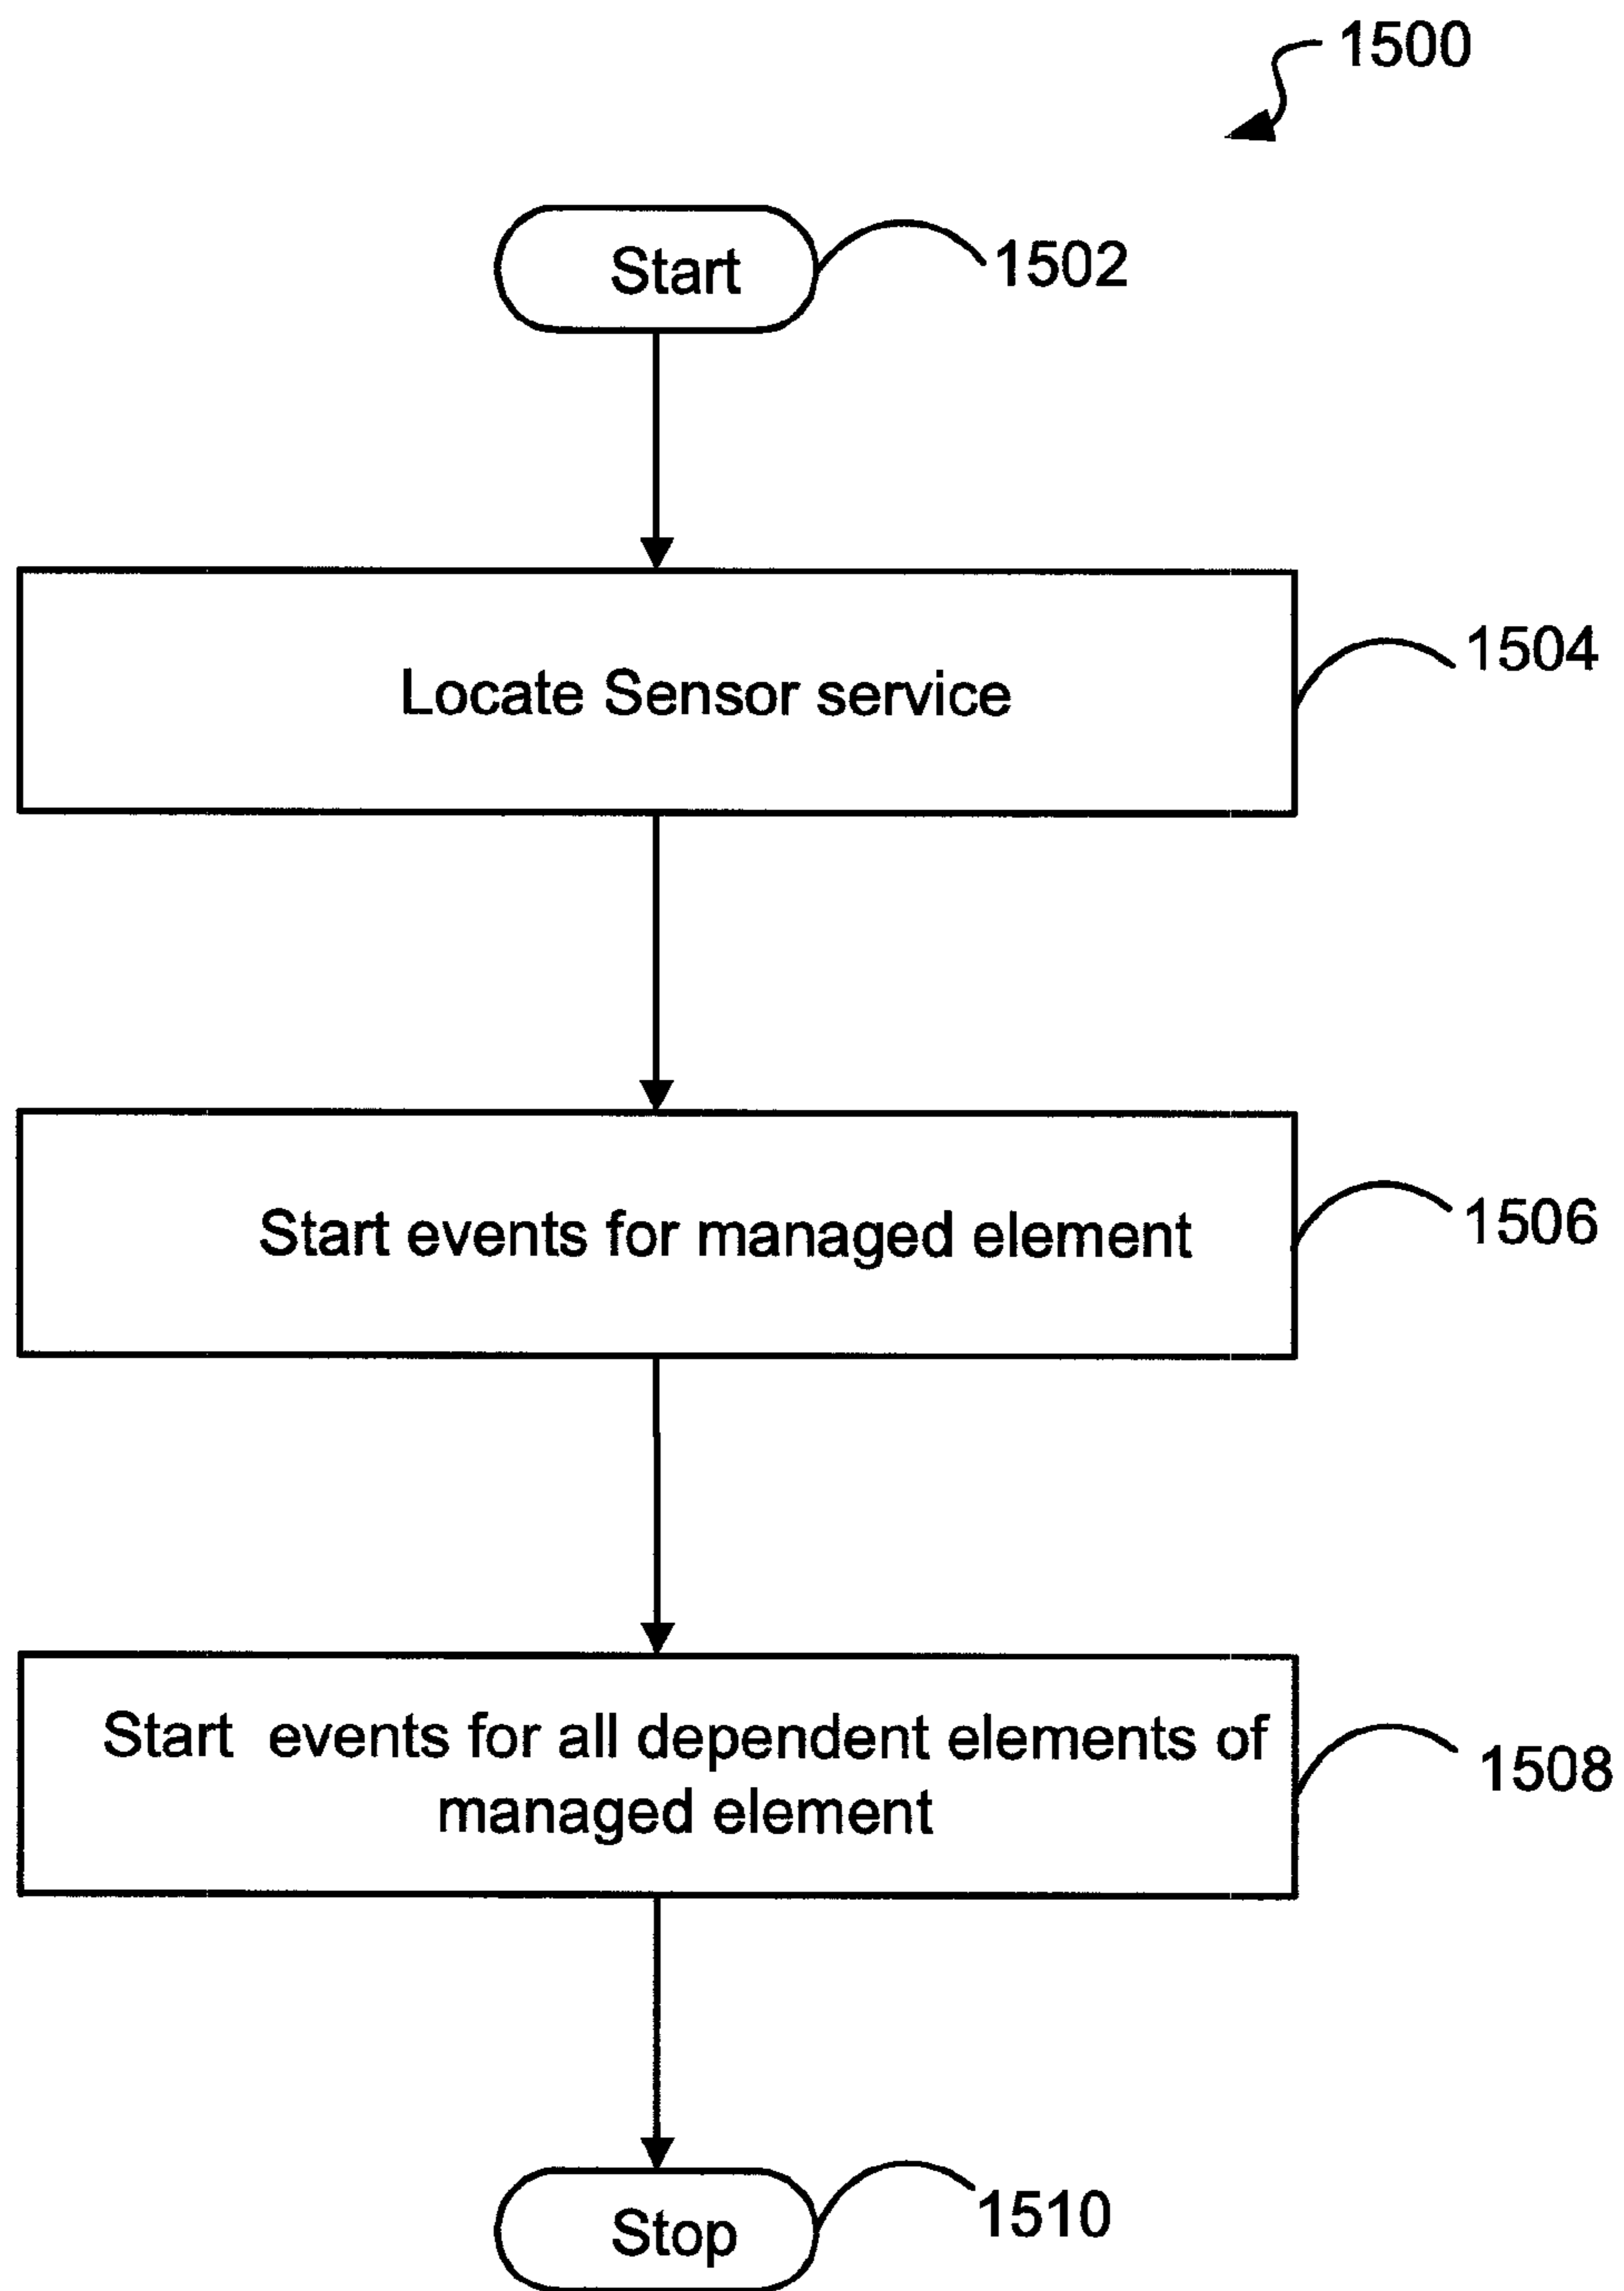 1500
Start
1502
Locate Sensor service
1504
Start events for managed element
1506
Start events for all dependent elements of
managed element
1508
Stop
1510